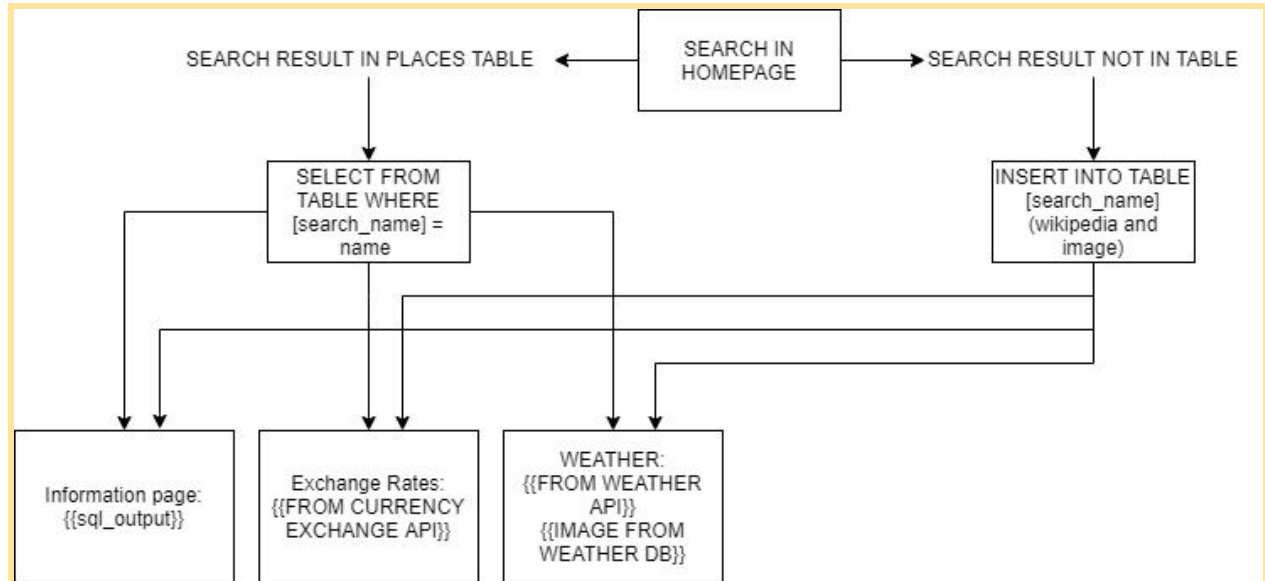 SEARCH IN
HOMEPAGE
SEARCH RESULT IN PLACES TABLE
SEARCH RESULT NOT IN TABLE
SELECT FROM
TABLE WHERE
[search_name] =
name
INSERT INTO TABLE
[search_name]
(wikipedia and
image)
Information page:
{{sql_output}}
Exchange Rates:
{{FROM CURRENCY
EXCHANGE API}}
WEATHER:
{{FROM WEATHER
API}}
{{IMAGE FROM
WEATHER DB}}